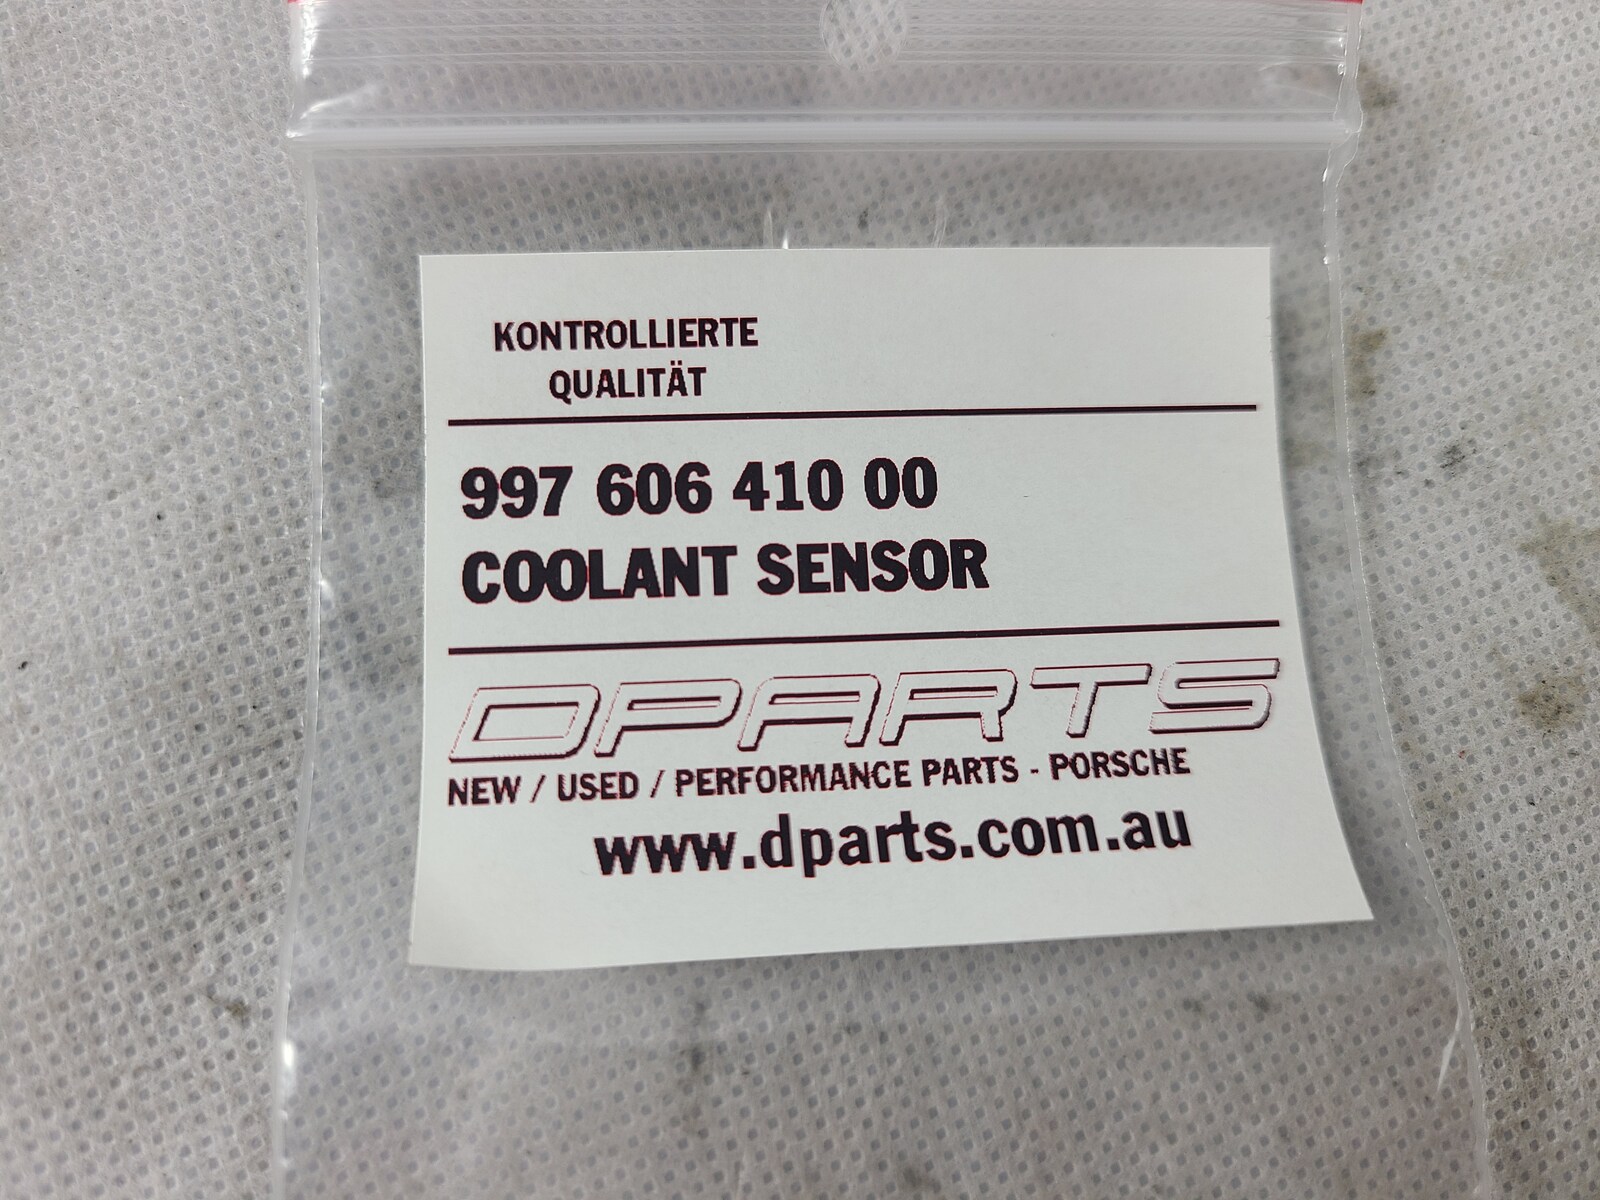 KONTROLLIERTE
QUALITÄT
997 606 410 00
COOLANT SENSOR
DPARTS
NEW / USED / PERFORMANCE PARTS - PORSCHE
www.dparts.com.au